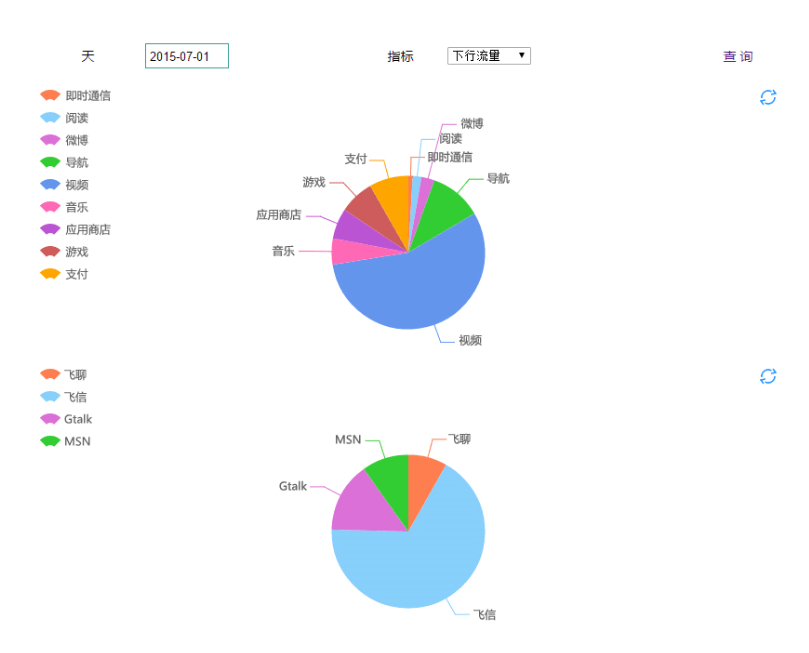 天 2015-07-01 指标 下行流量 查 询
即时通信
阅读
微博
导航
视频
音乐
应用商店
游戏
支付
微博
阅读
即时通信
支付
导航
游戏
应用商店
音乐
视频
飞聊
飞信
Gtalk
MSN
MSN
飞聊
Gtalk
飞信